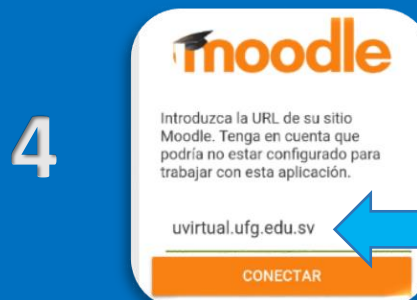 4
moodle
Introduzca la URL de su sitio
Moodle. Tenga en cuenta que
podría no estar configurado para
trabajar con esta aplicación.
uvirtual.ufg.edu.sv
CONECTAR